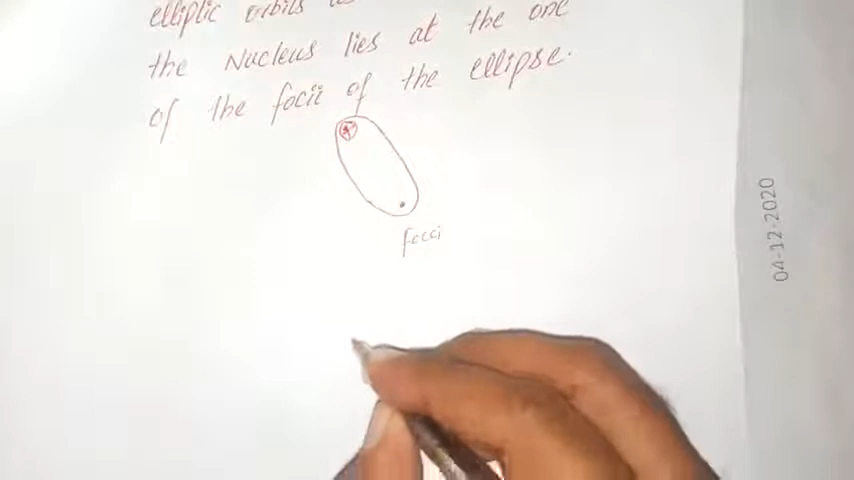 elliptic orbits
the Nucleus lies at the one
of the focii of the ellipse.
+
focci
04-12-2020